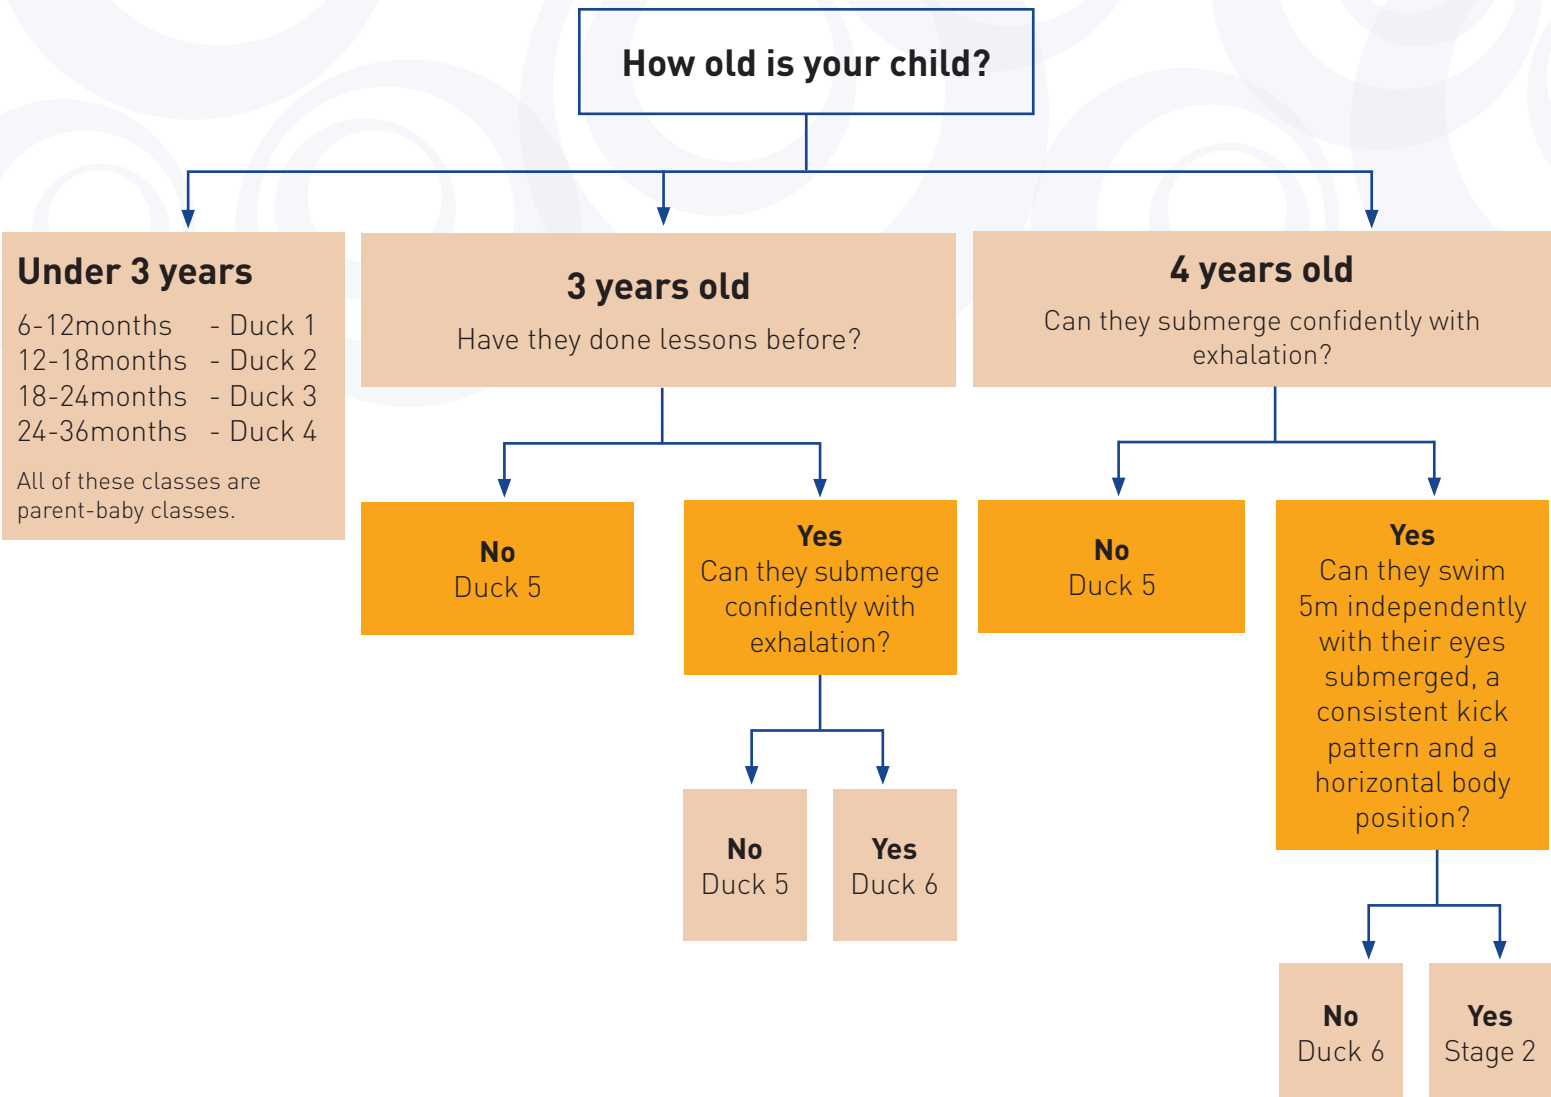 How old is your child?
Under 3 years
6-12months - Duck 1
12-18months - Duck 2
18-24months - Duck 3
24-36months - Duck 4
All of these classes are
parent-baby classes.
3 years old
Have they done lessons before?
4 years old
Can they submerge confidently with
exhalation?
No
Duck 5
Yes
Can they submerge
confidently with
exhalation?
No
Duck 5
Yes
Can they swim
5m independently
with their eyes
submerged, a
consistent kick
pattern and a
horizontal body
position?
No
Duck 5
Yes
Duck 6
No
Duck 6
Yes
Stage 2